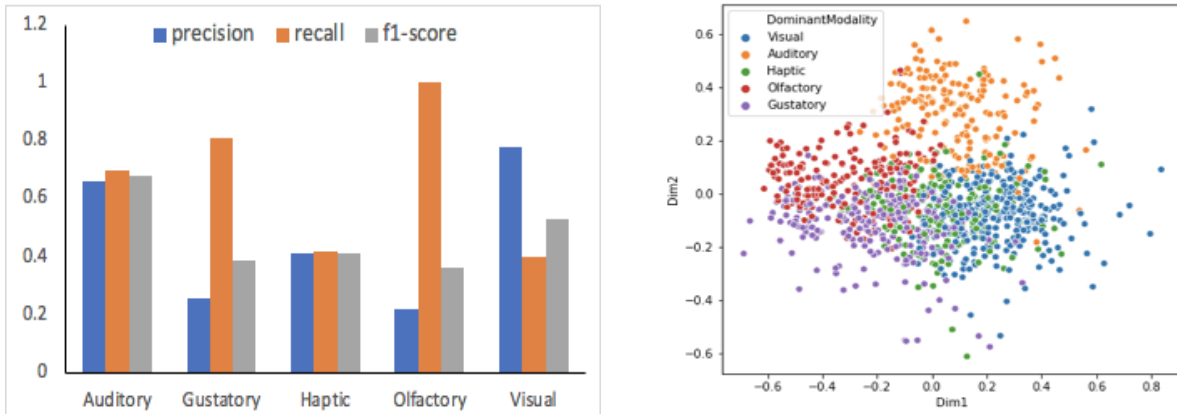 1.2
precision recall f1-score
1
0.8
0.6
0.4
0.2
0
Auditory Gustatory Haptic Olfactory Visual
DominantModality
Visual
Auditory
Haptic
Olfactory
Gustatory
0.6
0.4
0.2
0.0
−0.2
−0.4
−0.6
Dim2
−0.6 −0.4 −0.2 0.0 0.2 0.4 0.6 0.8
Dim1